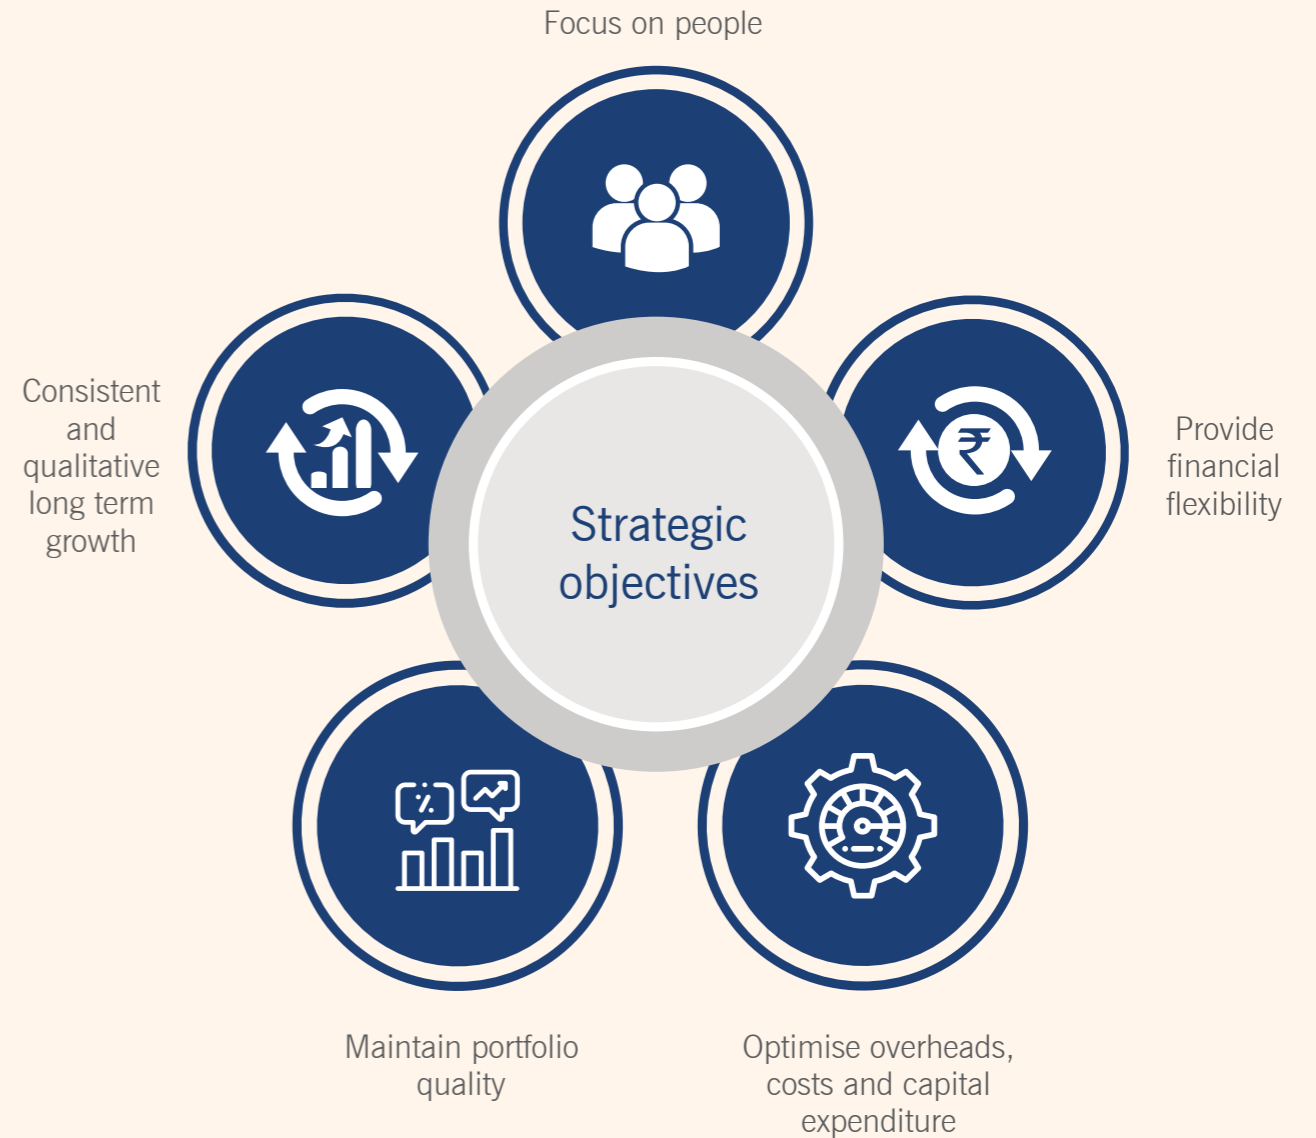 Focus on people
Consistent
and
qualitative
long term
growth
Provide
financial
flexibility
₹
Strategic
objectives
%
Maintain portfolio
quality
Optimise overheads,
costs and capital
expenditure